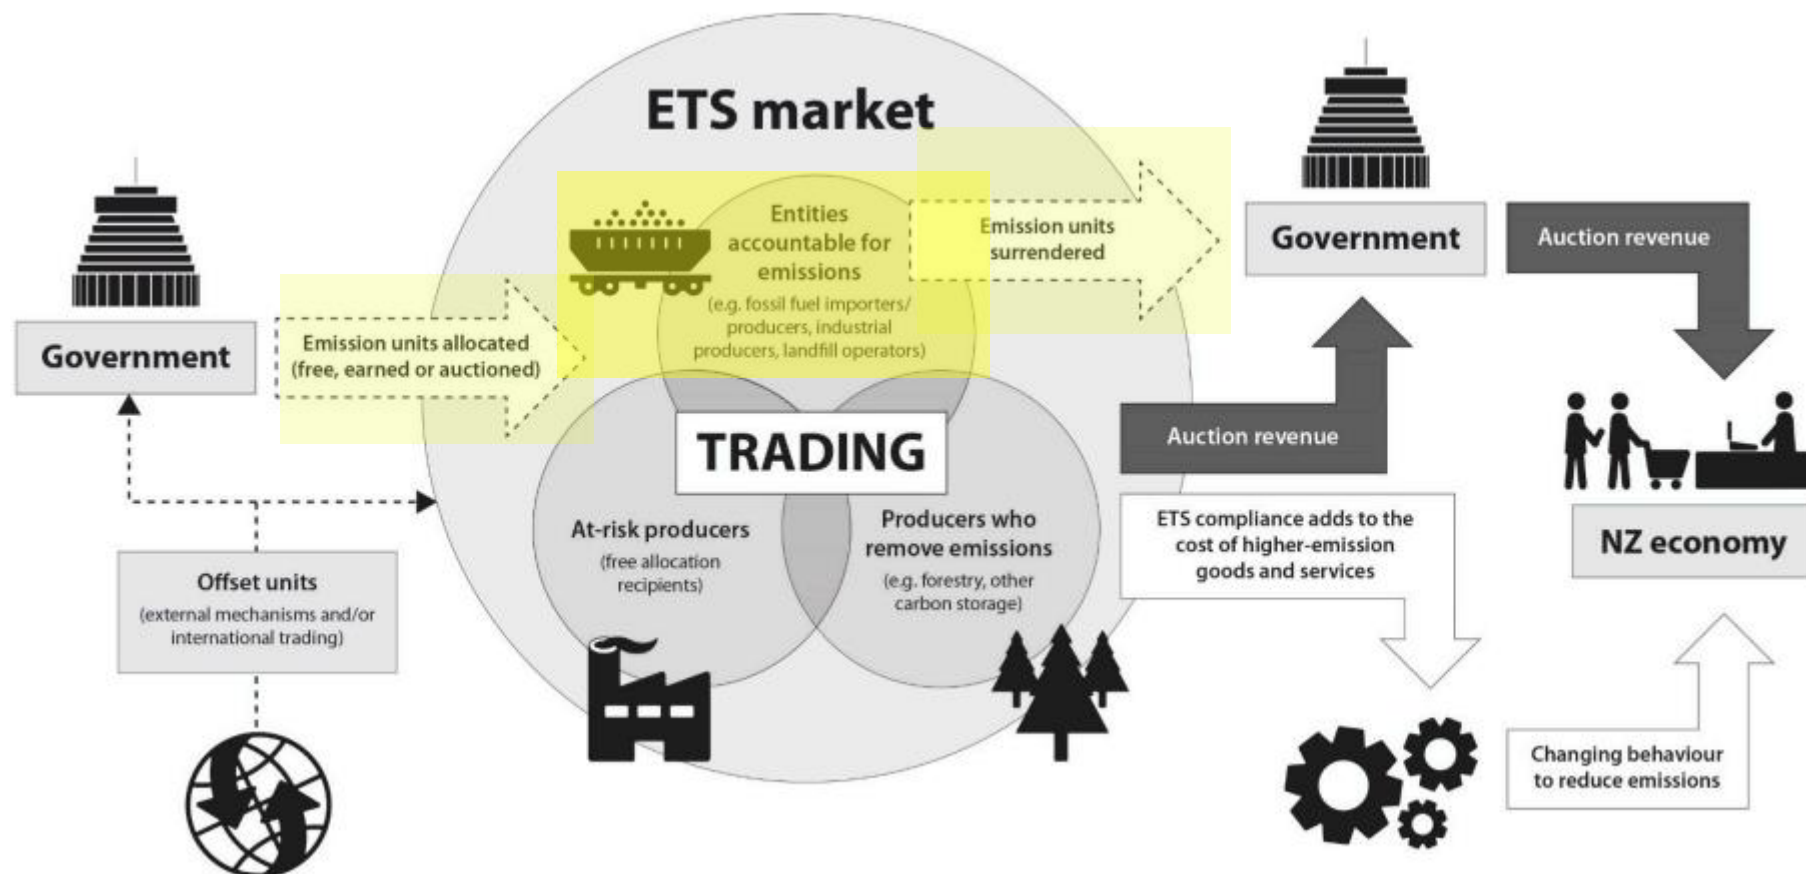 ETS market
Entities
accountable for
emissions
(e.g. fossil fuel importers/
producers, industrial
producers, landfill operators)
Emission units
surrendered
Government
Auction revenue
Government
Emission units allocated
(free, earned or auctioned)
TRADING
Auction revenue
At-risk producers
(free allocation
recipients)
Producers who
remove emissions
(e.g. forestry, other
carbon storage)
ETS compliance adds to the
cost of higher-emission
goods and services
NZ economy
Offset units
(external mechanisms and/or
international trading)
Changing behaviour
to reduce emissions